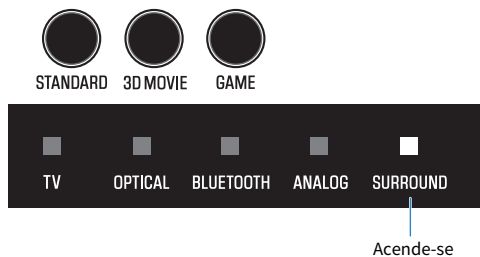 STANDARD 3D MOVIE GAME
TV OPTICAL BLUETOOTH ANALOG SURROUND
Acende-se